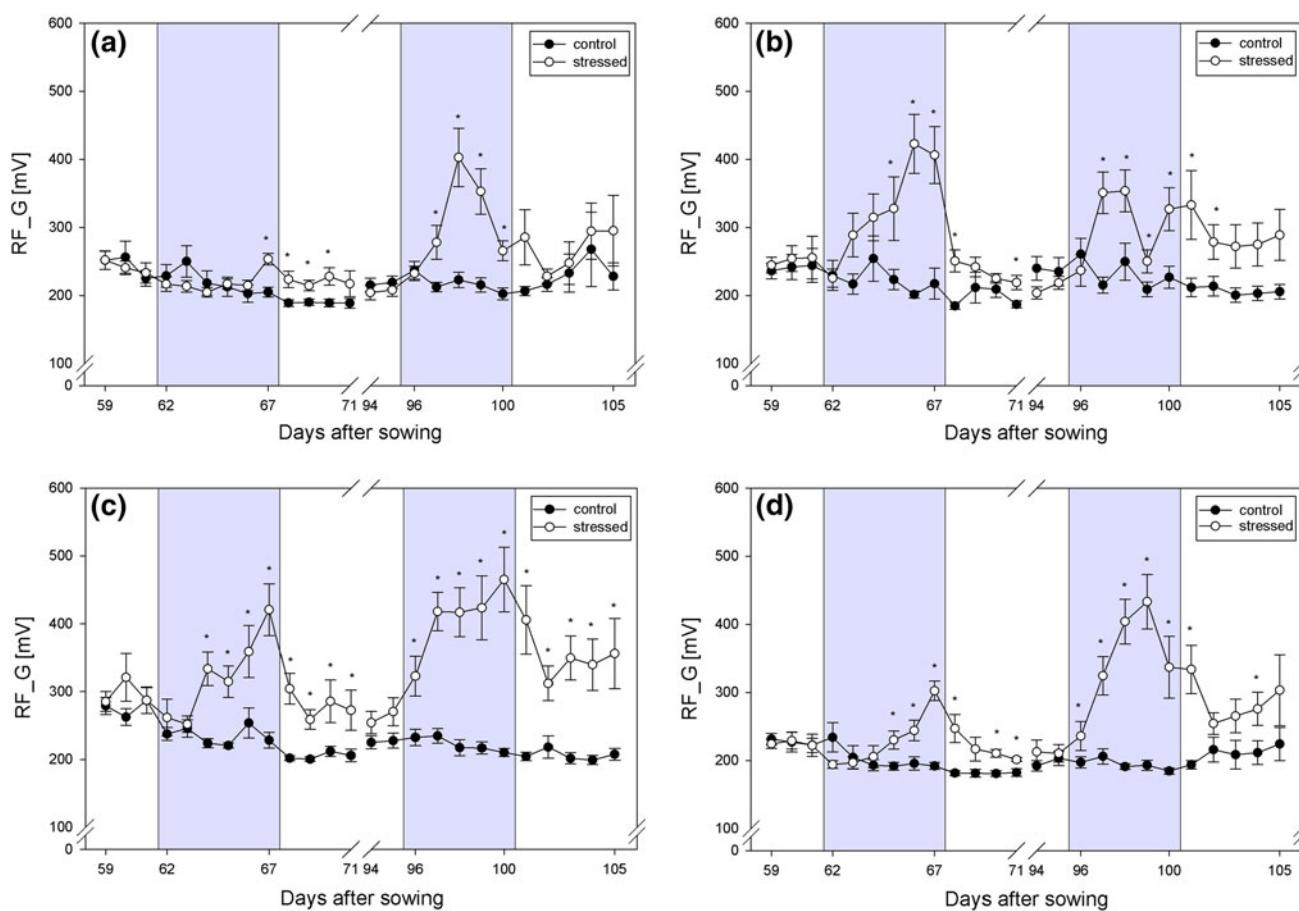 (a)
control
stressed
RF_G [mV]
600
500
400
300
200
100
0
* * * * * * * *
59 62 67 71 94 96 100 105
Days after sowing
(b)
control
stressed
RF_G [mV]
600
500
400
300
200
100
0
* * * * * * * * * * *
59 62 67 71 94 96 100 105
Days after sowing
(c)
control
stressed
RF_G [mV]
600
500
400
300
200
100
0
* * * * * * * * * * * * * * * * * *
59 62 67 71 94 96 100 105
Days after sowing
(d)
control
stressed
RF_G [mV]
600
500
400
300
200
100
0
* * * * * * * * * * * * *
59 62 67 71 94 96 100 105
Days after sowing